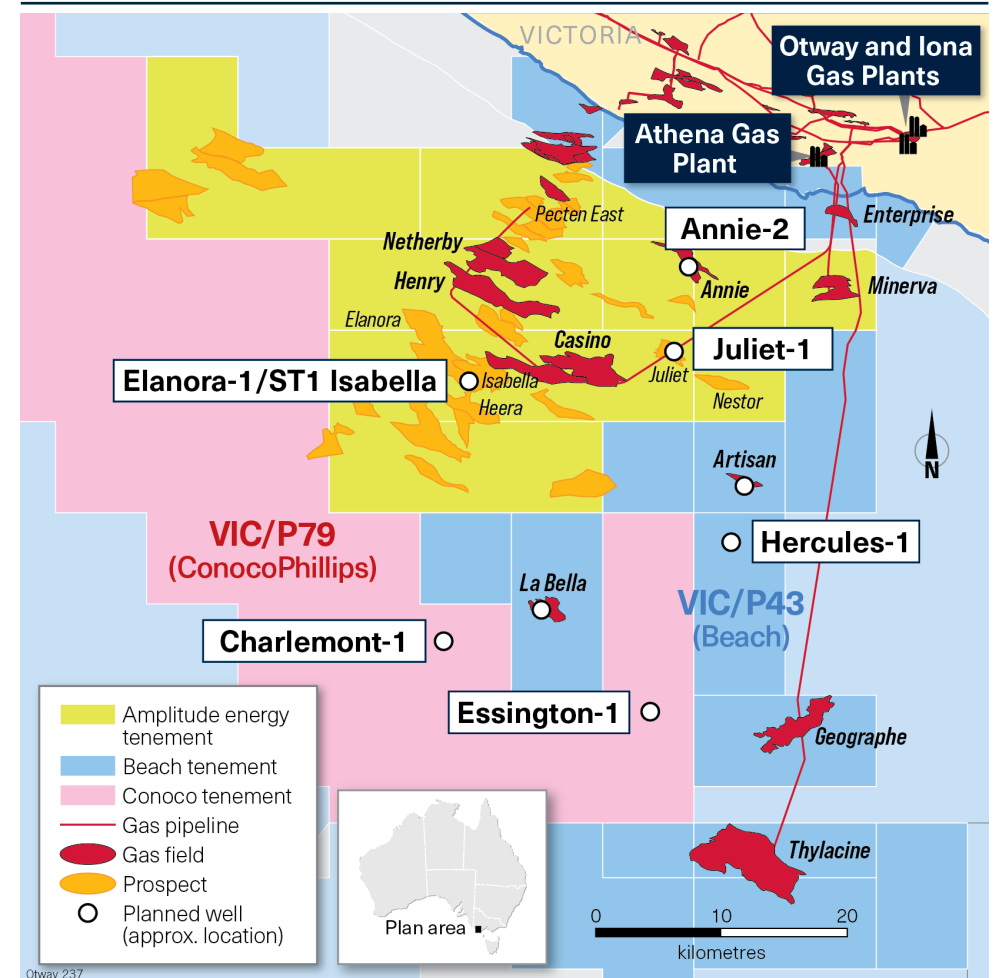 VICTORIA
Otway and Iona
Gas Plants
Athena Gas
Plant
Pecten East
Enterprise
Annie-2
Netherby
Henry
Annie
Minerva
Elanora
Casino
Juliet-1
Elanora-1/ST1 Isabella
Isabella
Juliet
Heera
Nestor
Artisan
N
VIC/P79
(ConocoPhillips)
Hercules-1
La Bella
VIC/P43
(Beach)
Charlemont-1
Essington-1
Geographe
Amplitude energy
tenement
Beach tenement
Conoco tenement
Gas pipeline
Gas field
Prospect
Planned well
(approx. location)
Plan area
Thylacine
0 10 20
kilometres
Otway 237